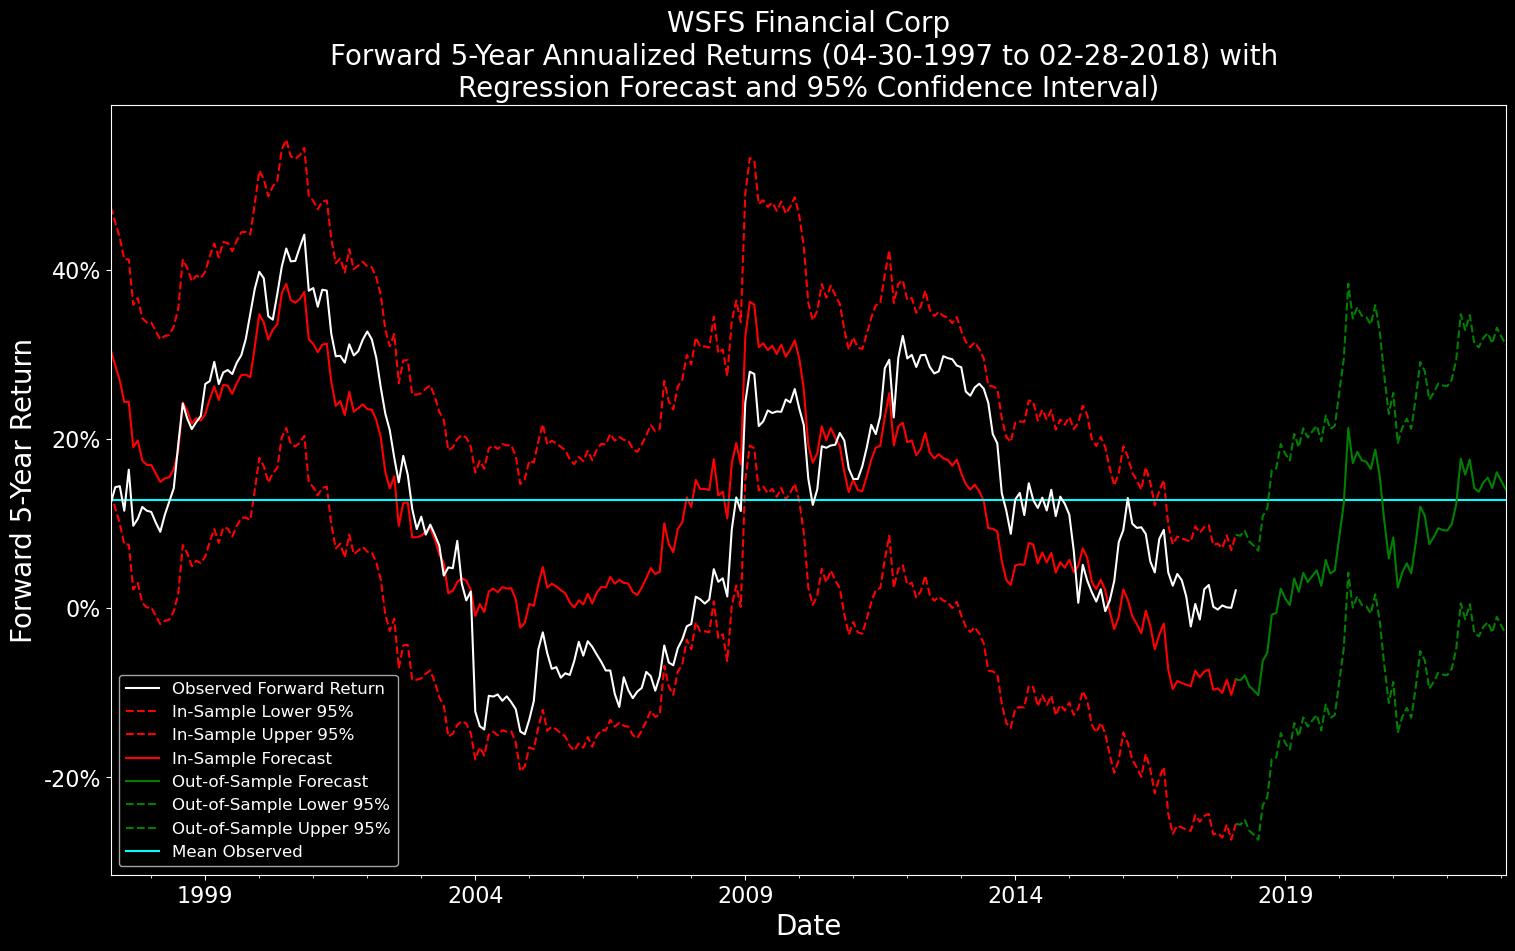 WSFS Financial Corp
Forward 5-Year Annualized Returns (04-30-1997 to 02-28-2018) with
Regression Forecast and 95% Confidence Interval)
Forward 5-Year Return
40%
20%
0%
-20%
Observed Forward Return
In-Sample Lower 95%
In-Sample Upper 95%
In-Sample Forecast
Out-of-Sample Forecast
Out-of-Sample Lower 95%
Out-of-Sample Upper 95%
Mean Observed
1999 2004 2009 2014 2019
Date